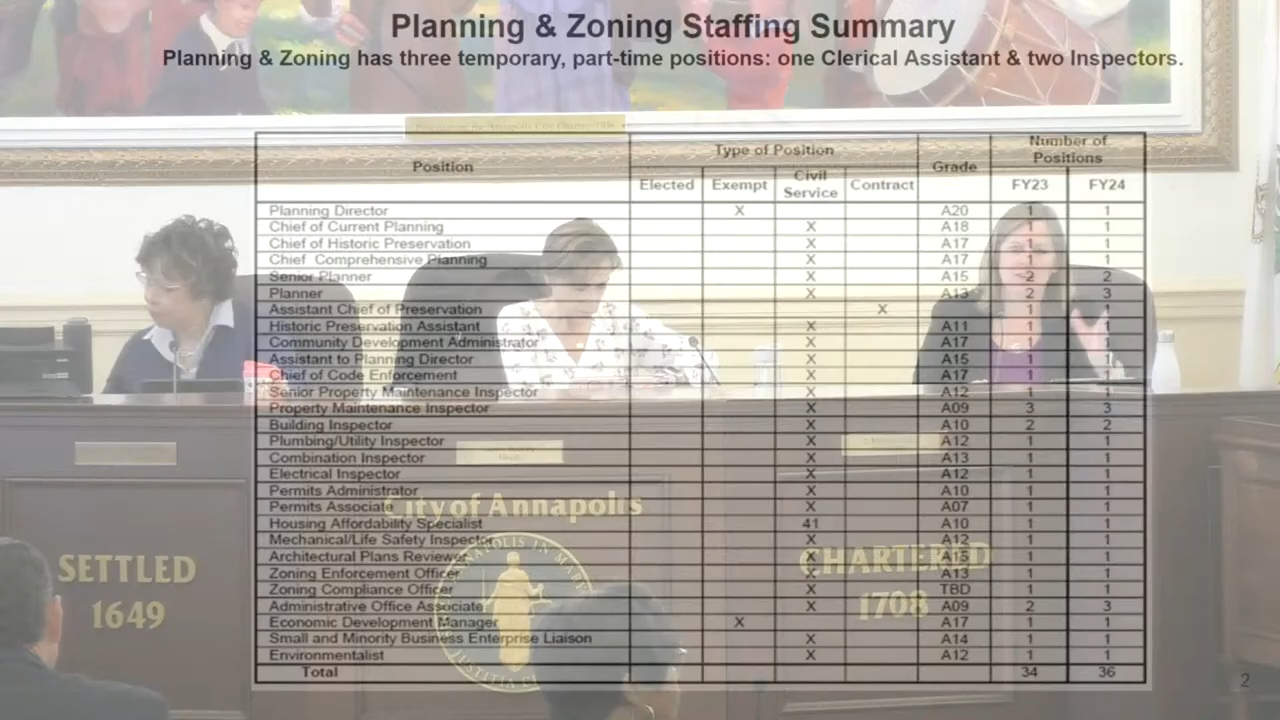 Planning & Zoning Staffing Summary
Planning & Zoning has three temporary, part-time positions: one Clerical Assistant & two Inspectors.
Position Type of Position Grade Number of Positions
Elected Exempt Civil Service Contract FY23 FY24
Planning Director X A20 1 1
Chief of Current Planning X A18 1 1
Chief of Historic Preservation X A17 1 1
Chief Comprehensive Planning X A17 1 1
Senior Planner X A15 2 2
Planner X A13 2 3
Assistant Chief of Preservation X 1 1
Historic Preservation Assistant X A11 1 1
Community Development Administrator X A17 1 1
Assistant to Planning Director X A15 1 1
Chief of Code Enforcement X A17 1 1
Senior Property Maintenance Inspector X A12 1 1
Property Maintenance Inspector X A09 3 3
Building Inspector X A10 2 2
Plumbing/Utility Inspector X A12 1 1
Combination Inspector X A13 1 1
Electrical Inspector X A12 1 1
Permits Administrator X A10 1 1
Permits Associate X A07 1 1
Housing Affordability Specialist 41 A10 1 1
Mechanical/Life Safety Inspector X A12 1 1
Architectural Plans Reviewer X A15 1 1
Zoning Enforcement Officer X A13 1 1
Zoning Compliance Officer X TBD 1 1
Administrative Office Associate X A09 2 3
Economic Development Manager X A17 1 1
Small and Minority Business Enterprise Liaison X A14 1 1
Environmentalist X A12 1 1
Total 34 36
City of Annapolis
SETTLED
1649
CHARTERED
1708
2